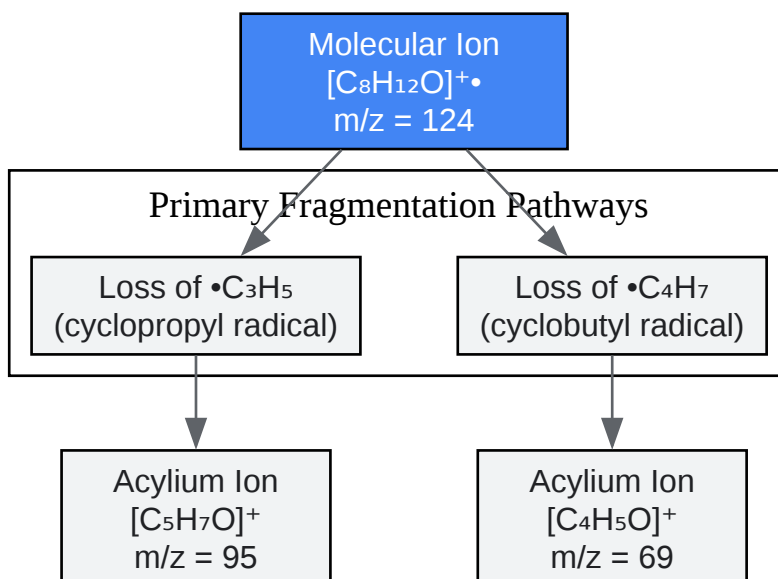 Molecular Ion
[C₈H₁₂O]⁺•
m/z = 124
Primary Fragmentation Pathways
Loss of •C₃H₅
(cyclopropyl radical)
Loss of •C₄H₇
(cyclobutyl radical)
Acylium Ion
[C₅H₇O]⁺
m/z = 95
Acylium Ion
[C₄H₅O]⁺
m/z = 69